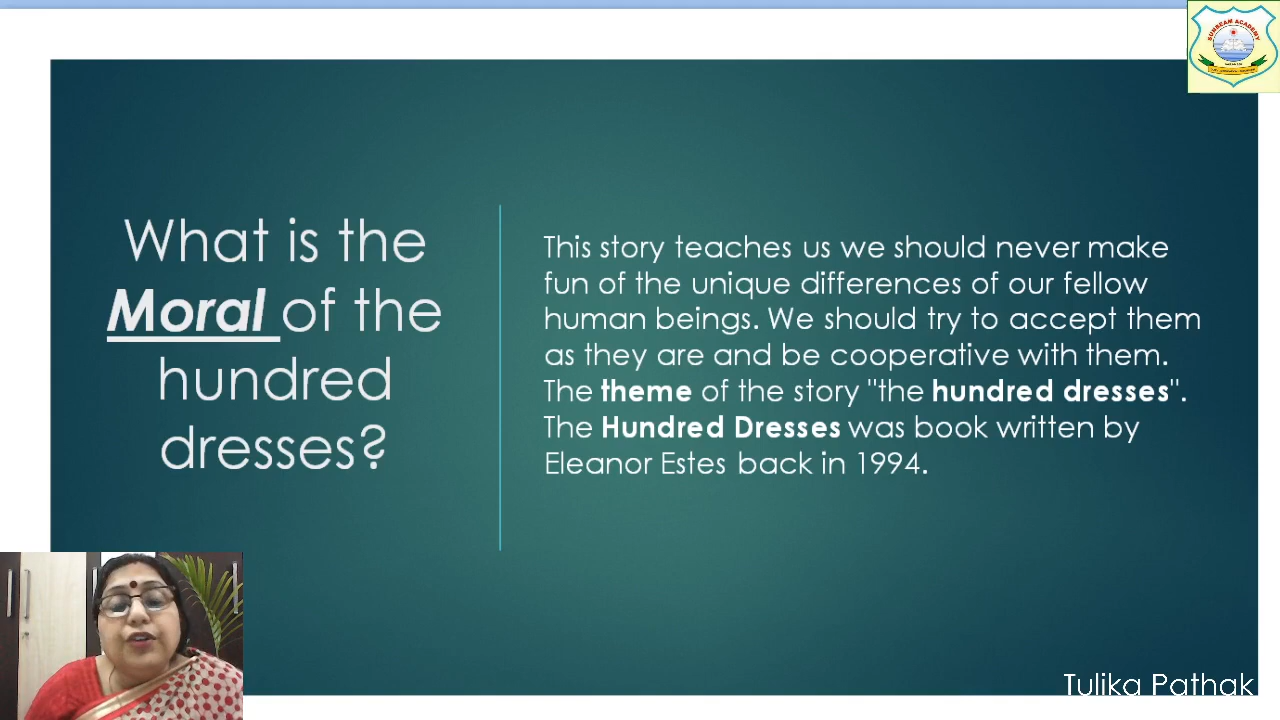 SUNBEAM ACADEMY
What is the
Moral of the
hundred
dresses?
This story teaches us we should never make
fun of the unique differences of our fellow
human beings. We should try to accept them
as they are and be cooperative with them.
The theme of the story "the hundred dresses".
The Hundred Dresses was book written by
Eleanor Estes back in 1994.
Tulika Pathak